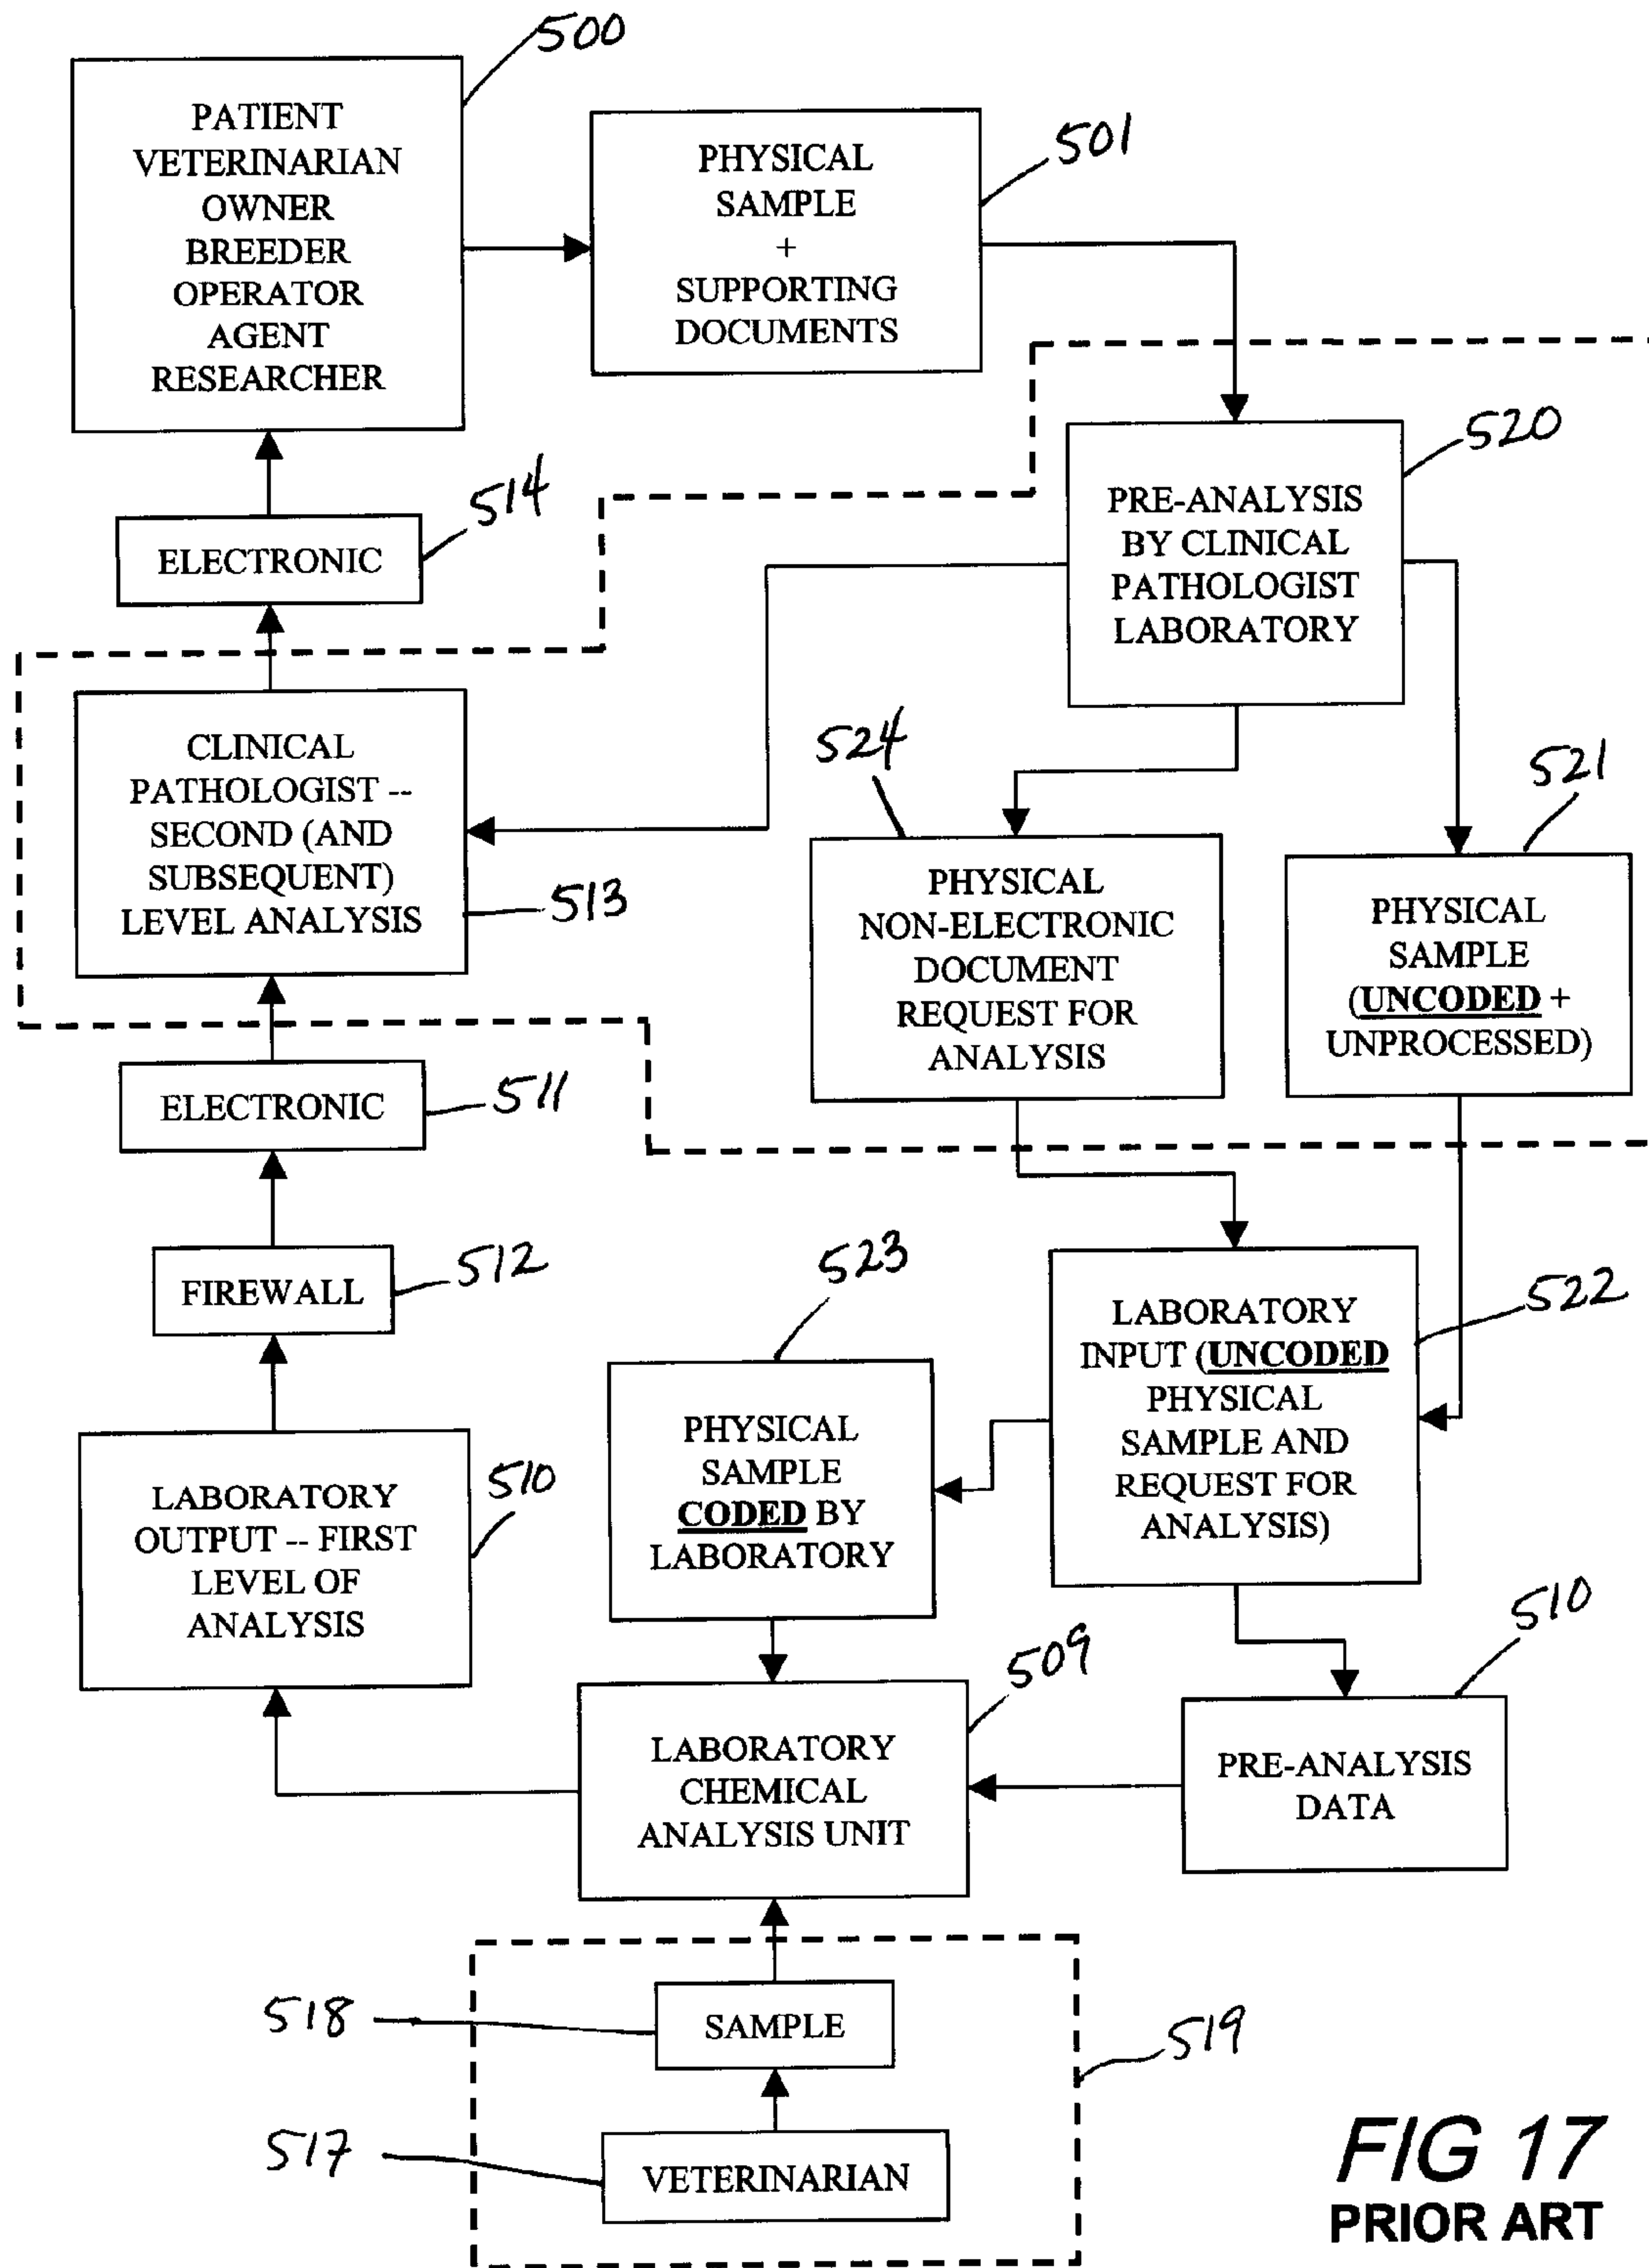 500
PATIENT
VETERINARIAN
OWNER
BREEDER
OPERATOR
AGENT
RESEARCHER
PHYSICAL
SAMPLE
+
SUPPORTING
DOCUMENTS
501
514
ELECTRONIC
520
PRE-ANALYSIS
BY CLINICAL
PATHOLOGIST
LABORATORY
CLINICAL
PATHOLOGIST --
SECOND (AND
SUBSEQUENT)
LEVEL ANALYSIS
513
524
PHYSICAL
NON-ELECTRONIC
DOCUMENT
REQUEST FOR
ANALYSIS
521
PHYSICAL
SAMPLE
(UNCODED +
UNPROCESSED)
ELECTRONIC
511
FIREWALL
512
523
PHYSICAL
SAMPLE
CODED BY
LABORATORY
522
LABORATORY
INPUT (UNCODED
PHYSICAL
SAMPLE AND
REQUEST FOR
ANALYSIS)
LABORATORY
OUTPUT -- FIRST
LEVEL OF
ANALYSIS
510
509
LABORATORY
CHEMICAL
ANALYSIS UNIT
510
PRE-ANALYSIS
DATA
518
SAMPLE
519
517
VETERINARIAN
FIG 17
PRIOR ART